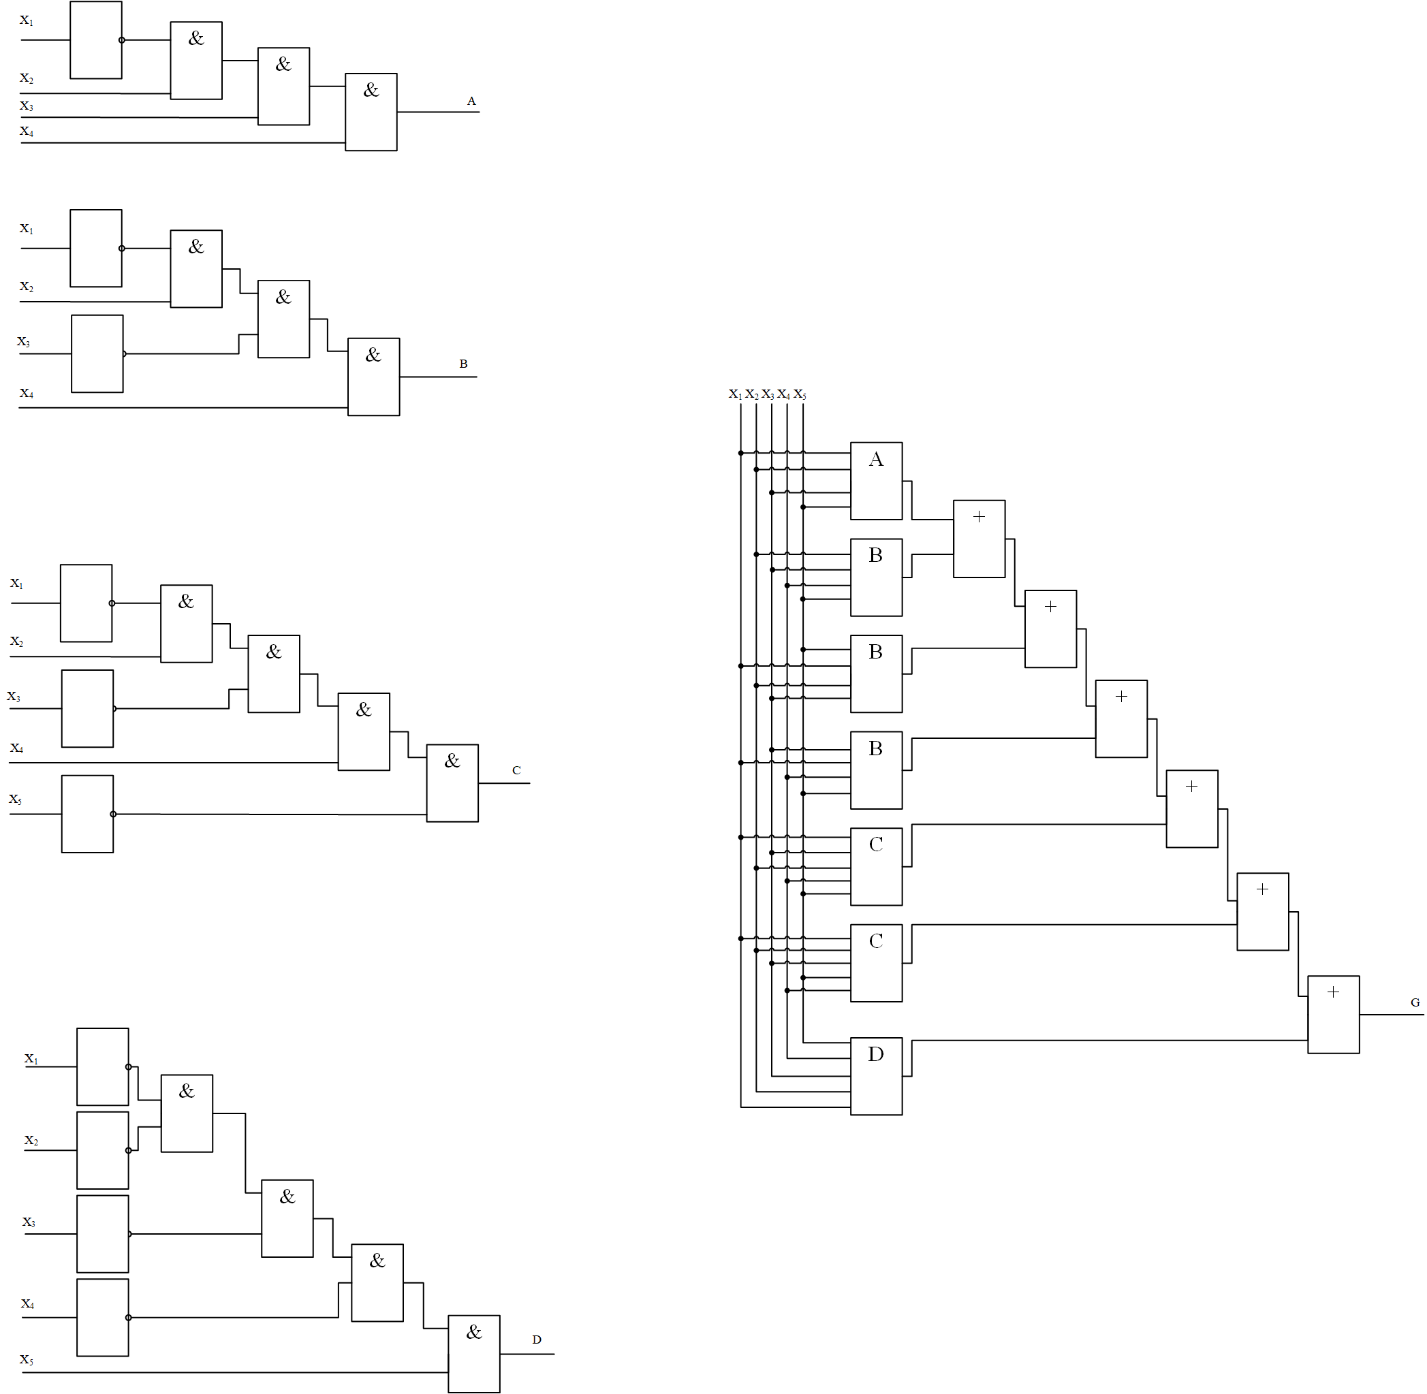 X₁
&
X₂
&
X₃
&
A
X₄
X₁
&
X₂
&
X₃
&
B
X₄
X₁
&
X₂
&
X₃
&
X₄
&
C
X₅
X₁
&
X₂
&
X₃
&
X₄
&
D
X₅
X₁ X₂ X₃ X₄ X₅
A
+
B
+
B
+
B
+
C
+
C
+
G
D